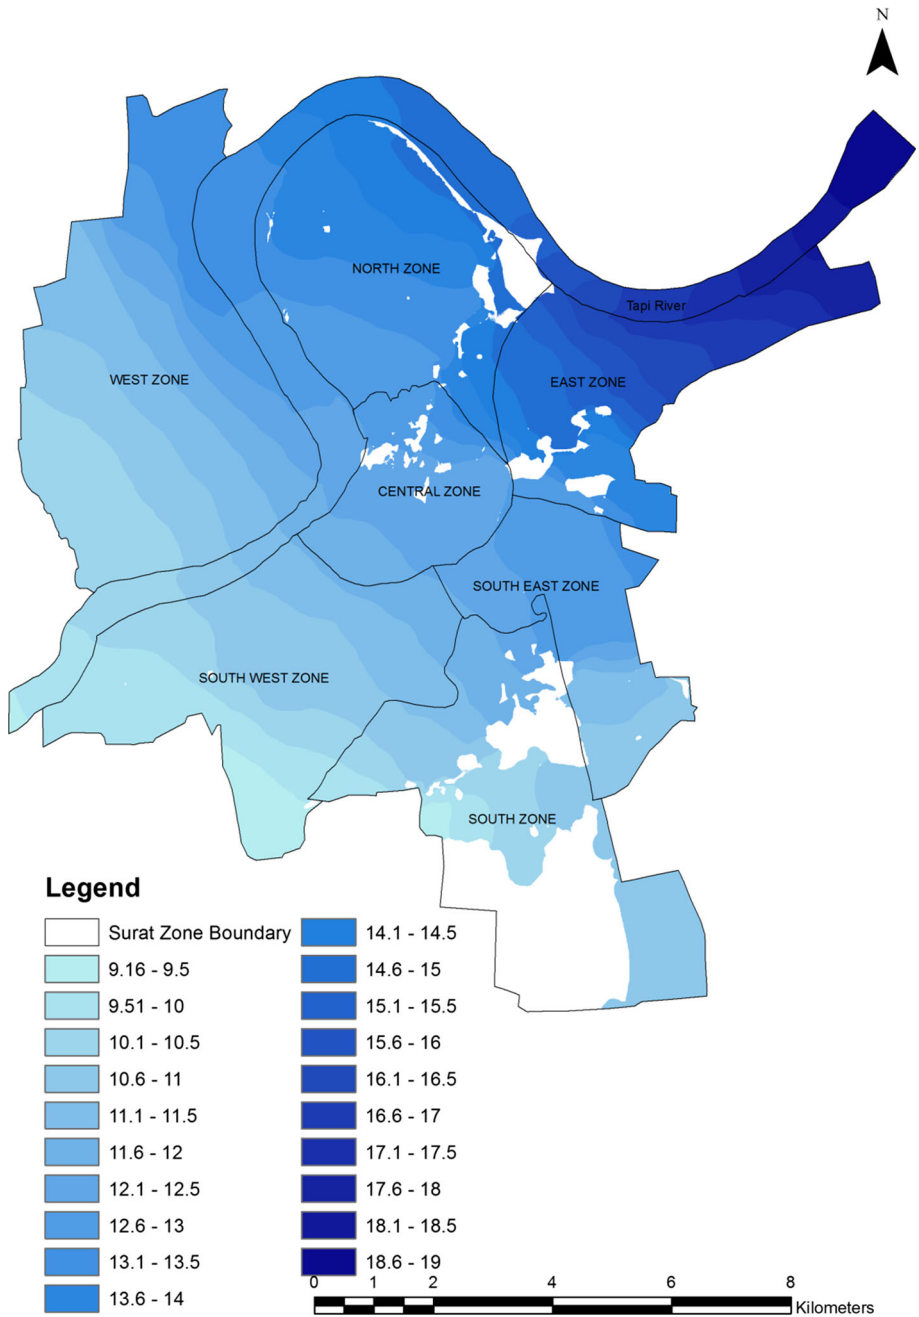 N
NORTH ZONE
Tapi River
WEST ZONE
EAST ZONE
CENTRAL ZONE
SOUTH EAST ZONE
SOUTH WEST ZONE
SOUTH ZONE
Legend
Surat Zone Boundary
9.16 - 9.5
9.51 - 10
10.1 - 10.5
10.6 - 11
11.1 - 11.5
11.6 - 12
12.1 - 12.5
12.6 - 13
13.1 - 13.5
13.6 - 14
14.1 - 14.5
14.6 - 15
15.1 - 15.5
15.6 - 16
16.1 - 16.5
16.6 - 17
17.1 - 17.5
17.6 - 18
18.1 - 18.5
18.6 - 19
0 1 2 4 6 8
Kilometers